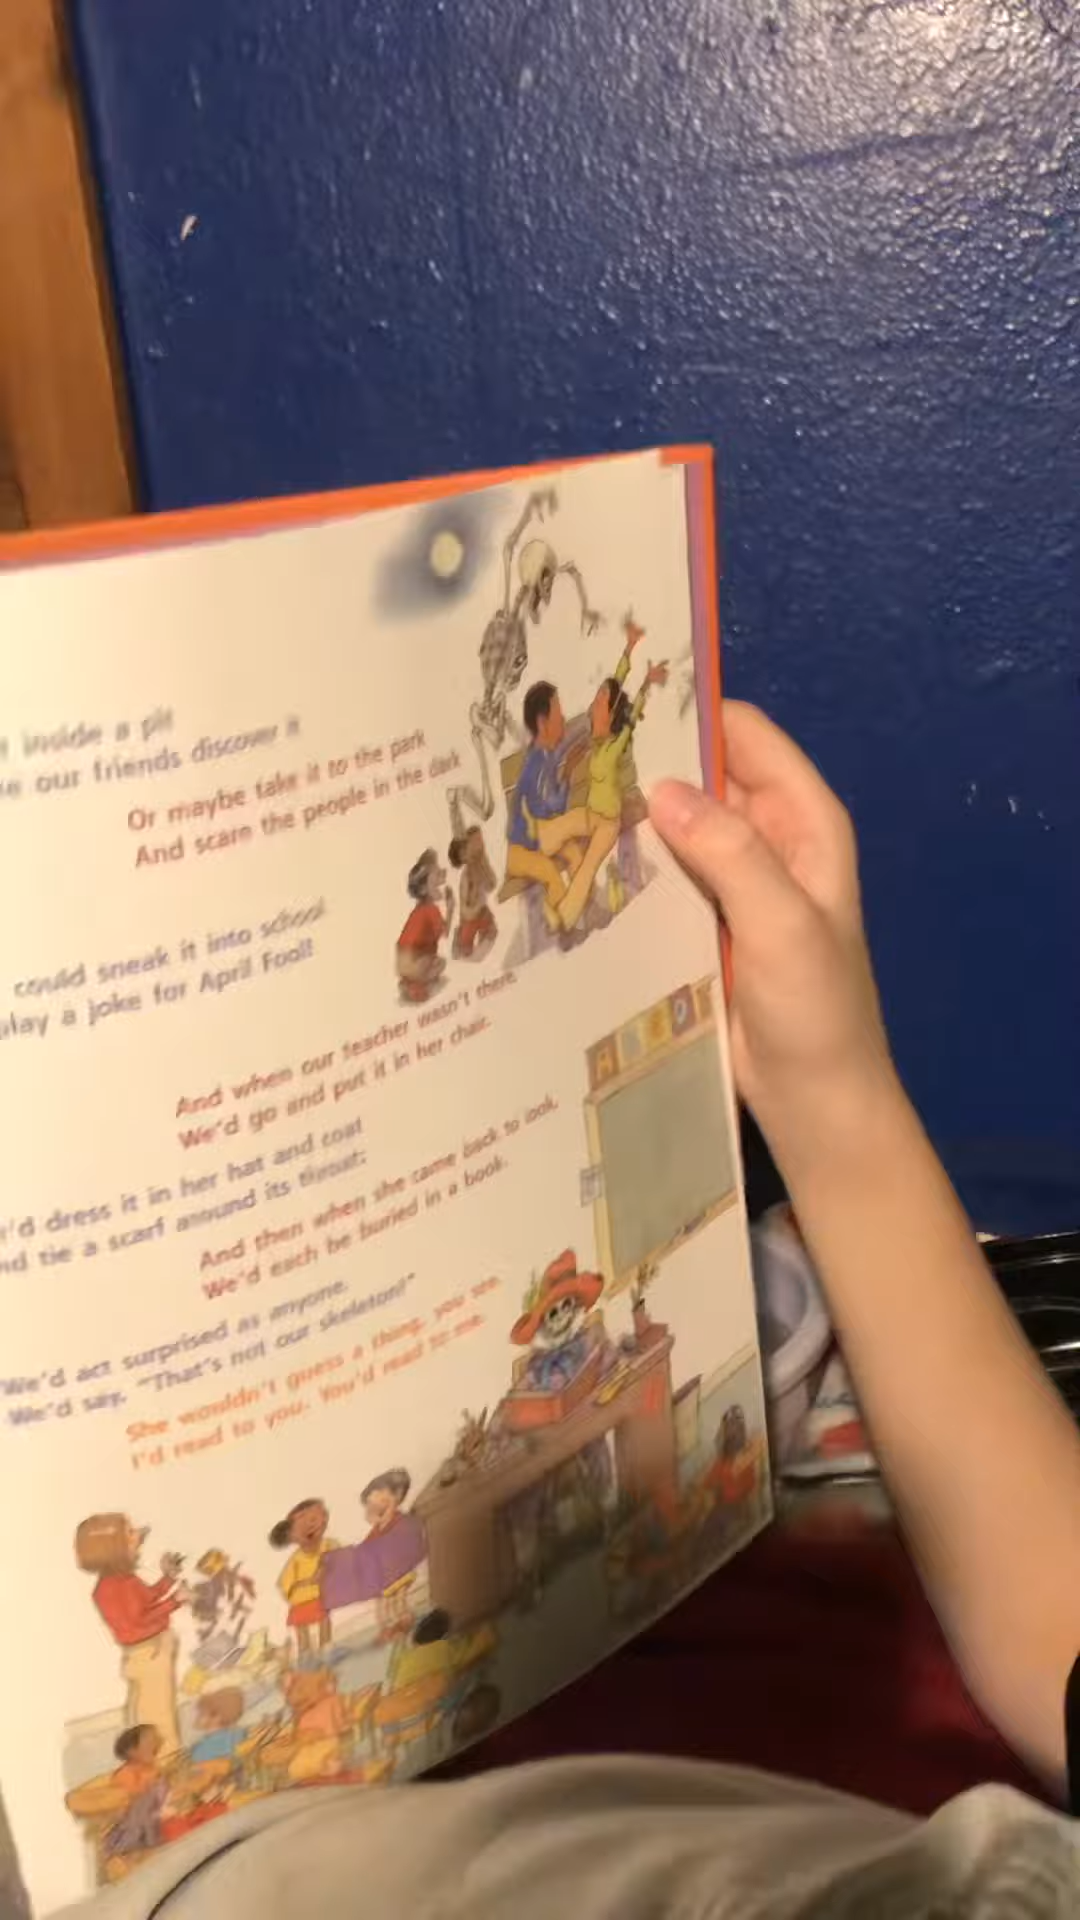 inside a pit
our friends discover it
Or maybe take it to the park
And scare the people in the dark
could sneak it into school
play a joke for April Fool!
And when our teacher wasn't there,
We'd go and put it in her chair.
'd dress it in her hat and coat
nd tie a scarf around its throat;
And then when she came back to look,
We'd each be buried in a book.
We'd act surprised as anyone.
We'd say, "That's not our skeleton!"
She wouldn't guess a thing, you see.
I'd read to you. You'd read to me.
A